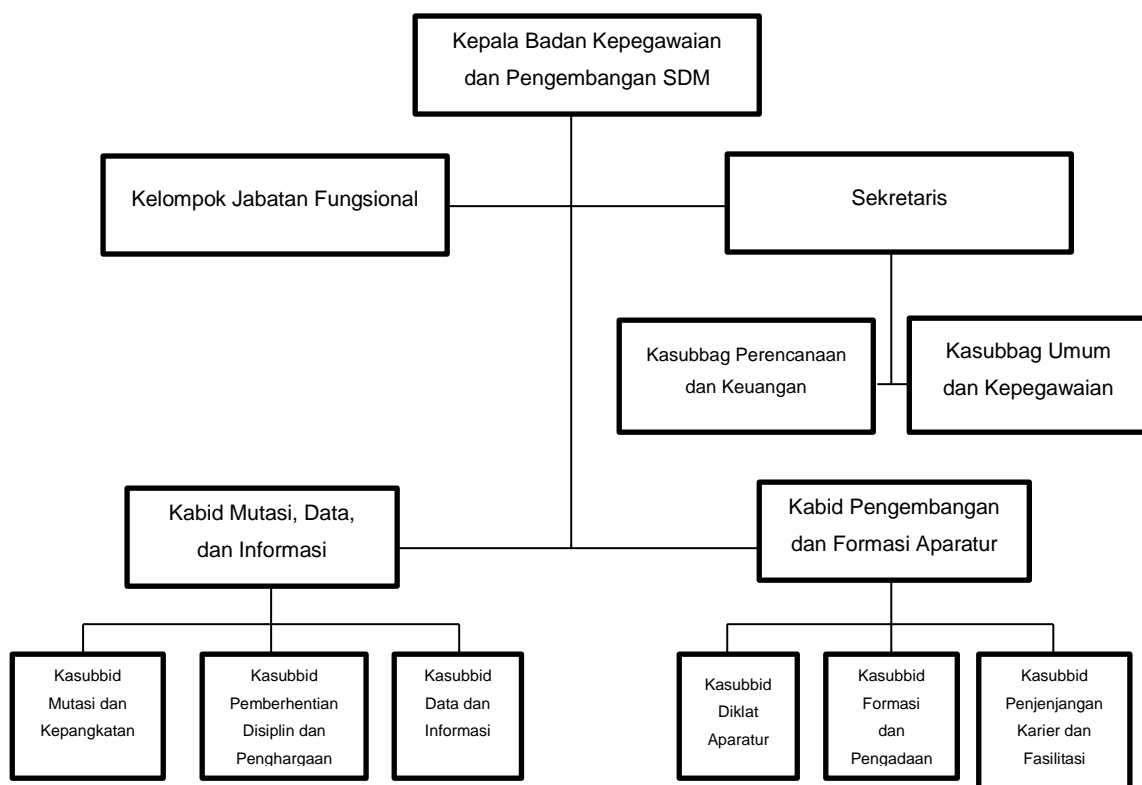 Kepala Badan Kepegawaian
dan Pengembangan SDM
Kelompok Jabatan Fungsional
Sekretaris
Kasubbag Perencanaan
dan Keuangan
Kasubbag Umum
dan Kepegawaian
Kabid Mutasi, Data,
dan Informasi
Kabid Pengembangan
dan Formasi Aparatur
Kasubbid
Mutasi dan
Kepangkatan
Kasubbid
Pemberhentian
Disiplin dan
Penghargaan
Kasubbid
Data dan
Informasi
Kasubbid
Diklat
Aparatur
Kasubbid
Formasi
dan
Pengadaan
Kasubbid
Penjenjangan
Karier dan
Fasilitasi